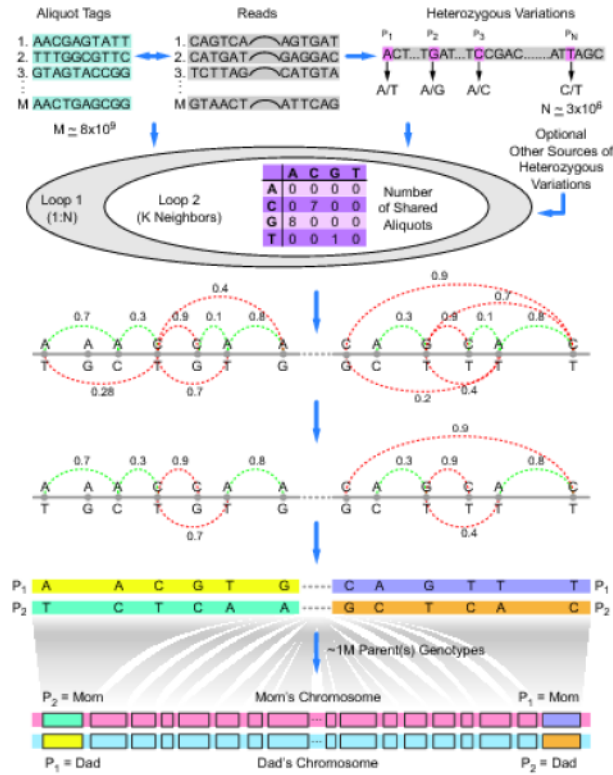 Aliquot Tags
Reads
Heterozygous Variations
1. AACGAGTATT
2. TTTGGCGTTC
3. GTAGTACCGG
M AACTGAGCGG
M ≃ 8x10⁹
1. CAGTCA AGTGAT
2. CATGAT GAGGAC
3. TCTTAG CATGTA
M GTAACT ATTCAG
P₁ P₂ P₃ P_N
ACT...TGAT...TCCGAC.......ATTAGC
A/T A/G A/C C/T
N ≃ 3x10⁶
Optional
Other Sources of
Heterozygous
Variations
Loop 1
(1:N)
Loop 2
(K Neighbors)
A C G T
A 0 0 0 0
C 0 7 0 0
G 8 0 0 0
T 0 0 1 0
Number
of Shared
Aliquots
0.9
0.4 0.7
0.7 0.3 0.9 0.1 0.8 0.3 0.9 0.1 0.8
A A A C C A A C A G C A C
T G C T G T G G C T T T T
0.28 0.7 0.2 0.4
0.9
0.7 0.3 0.9 0.8 0.3 0.9 0.8
A A A C C A A C A G C A C
T G C T G T G G C T T T T
0.7 0.4
P₁ A A C G T G C A G T T T P₁
P₂ T C T C A A G C T C A C P₂
~1M Parent(s) Genotypes
P₂ = Mom Mom's Chromosome P₁ = Mom
P₁ = Dad Dad's Chromosome P₂ = Dad